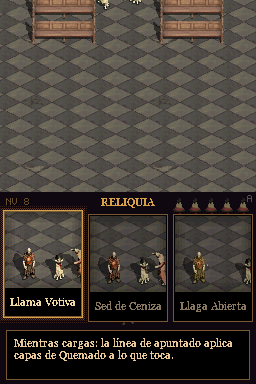 NV 8
RELIQUIA
A
Llama Votiva
Sed de Ceniza
Llaga Abierta
Mientras cargas: la línea de apuntado aplica
capas de Quemado a lo que toca.